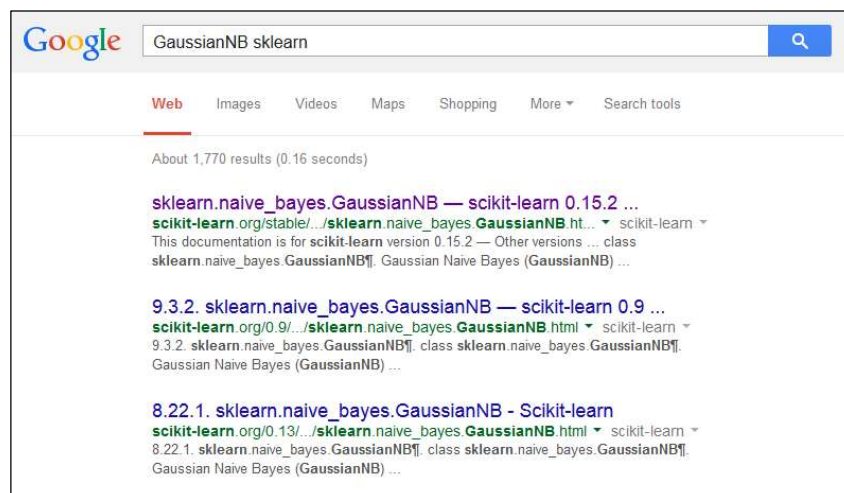 Google GaussianNB sklearn
Web Images Videos Maps Shopping More Search tools
About 1,770 results (0.16 seconds)
sklearn.naive_bayes.GaussianNB — scikit-learn 0.15.2 ...
scikit-learn.org/stable/.../sklearn.naive_bayes.GaussianNB.ht... scikit-learn
This documentation is for scikit-learn version 0.15.2 — Other versions ... class
sklearn.naive_bayes.GaussianNB¶. Gaussian Naive Bayes (GaussianNB) ...
9.3.2. sklearn.naive_bayes.GaussianNB — scikit-learn 0.9 ...
scikit-learn.org/0.9/.../sklearn.naive_bayes.GaussianNB.html scikit-learn
9.3.2. sklearn.naive_bayes.GaussianNB¶. class sklearn.naive_bayes.GaussianNB¶.
Gaussian Naive Bayes (GaussianNB) ...
8.22.1. sklearn.naive_bayes.GaussianNB - Scikit-learn
scikit-learn.org/0.13/.../sklearn.naive_bayes.GaussianNB.html scikit-learn
8.22.1. sklearn.naive_bayes.GaussianNB¶. class sklearn.naive_bayes.GaussianNB¶.
Gaussian Naive Bayes (GaussianNB) ...